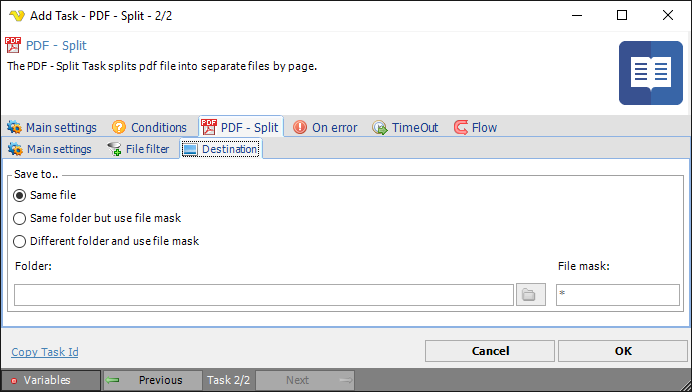 Add Task - PDF - Split - 2/2
PDF PDF - Split
The PDF - Split Task splits pdf file into separate files by page.
Main settings Conditions PDF PDF - Split On error TimeOut Flow
Main settings File filter Destination
Save to..
Same file
Same folder but use file mask
Different folder and use file mask
Folder: File mask:
*
Copy Task Id Cancel OK
Variables Previous Task 2/2 Next